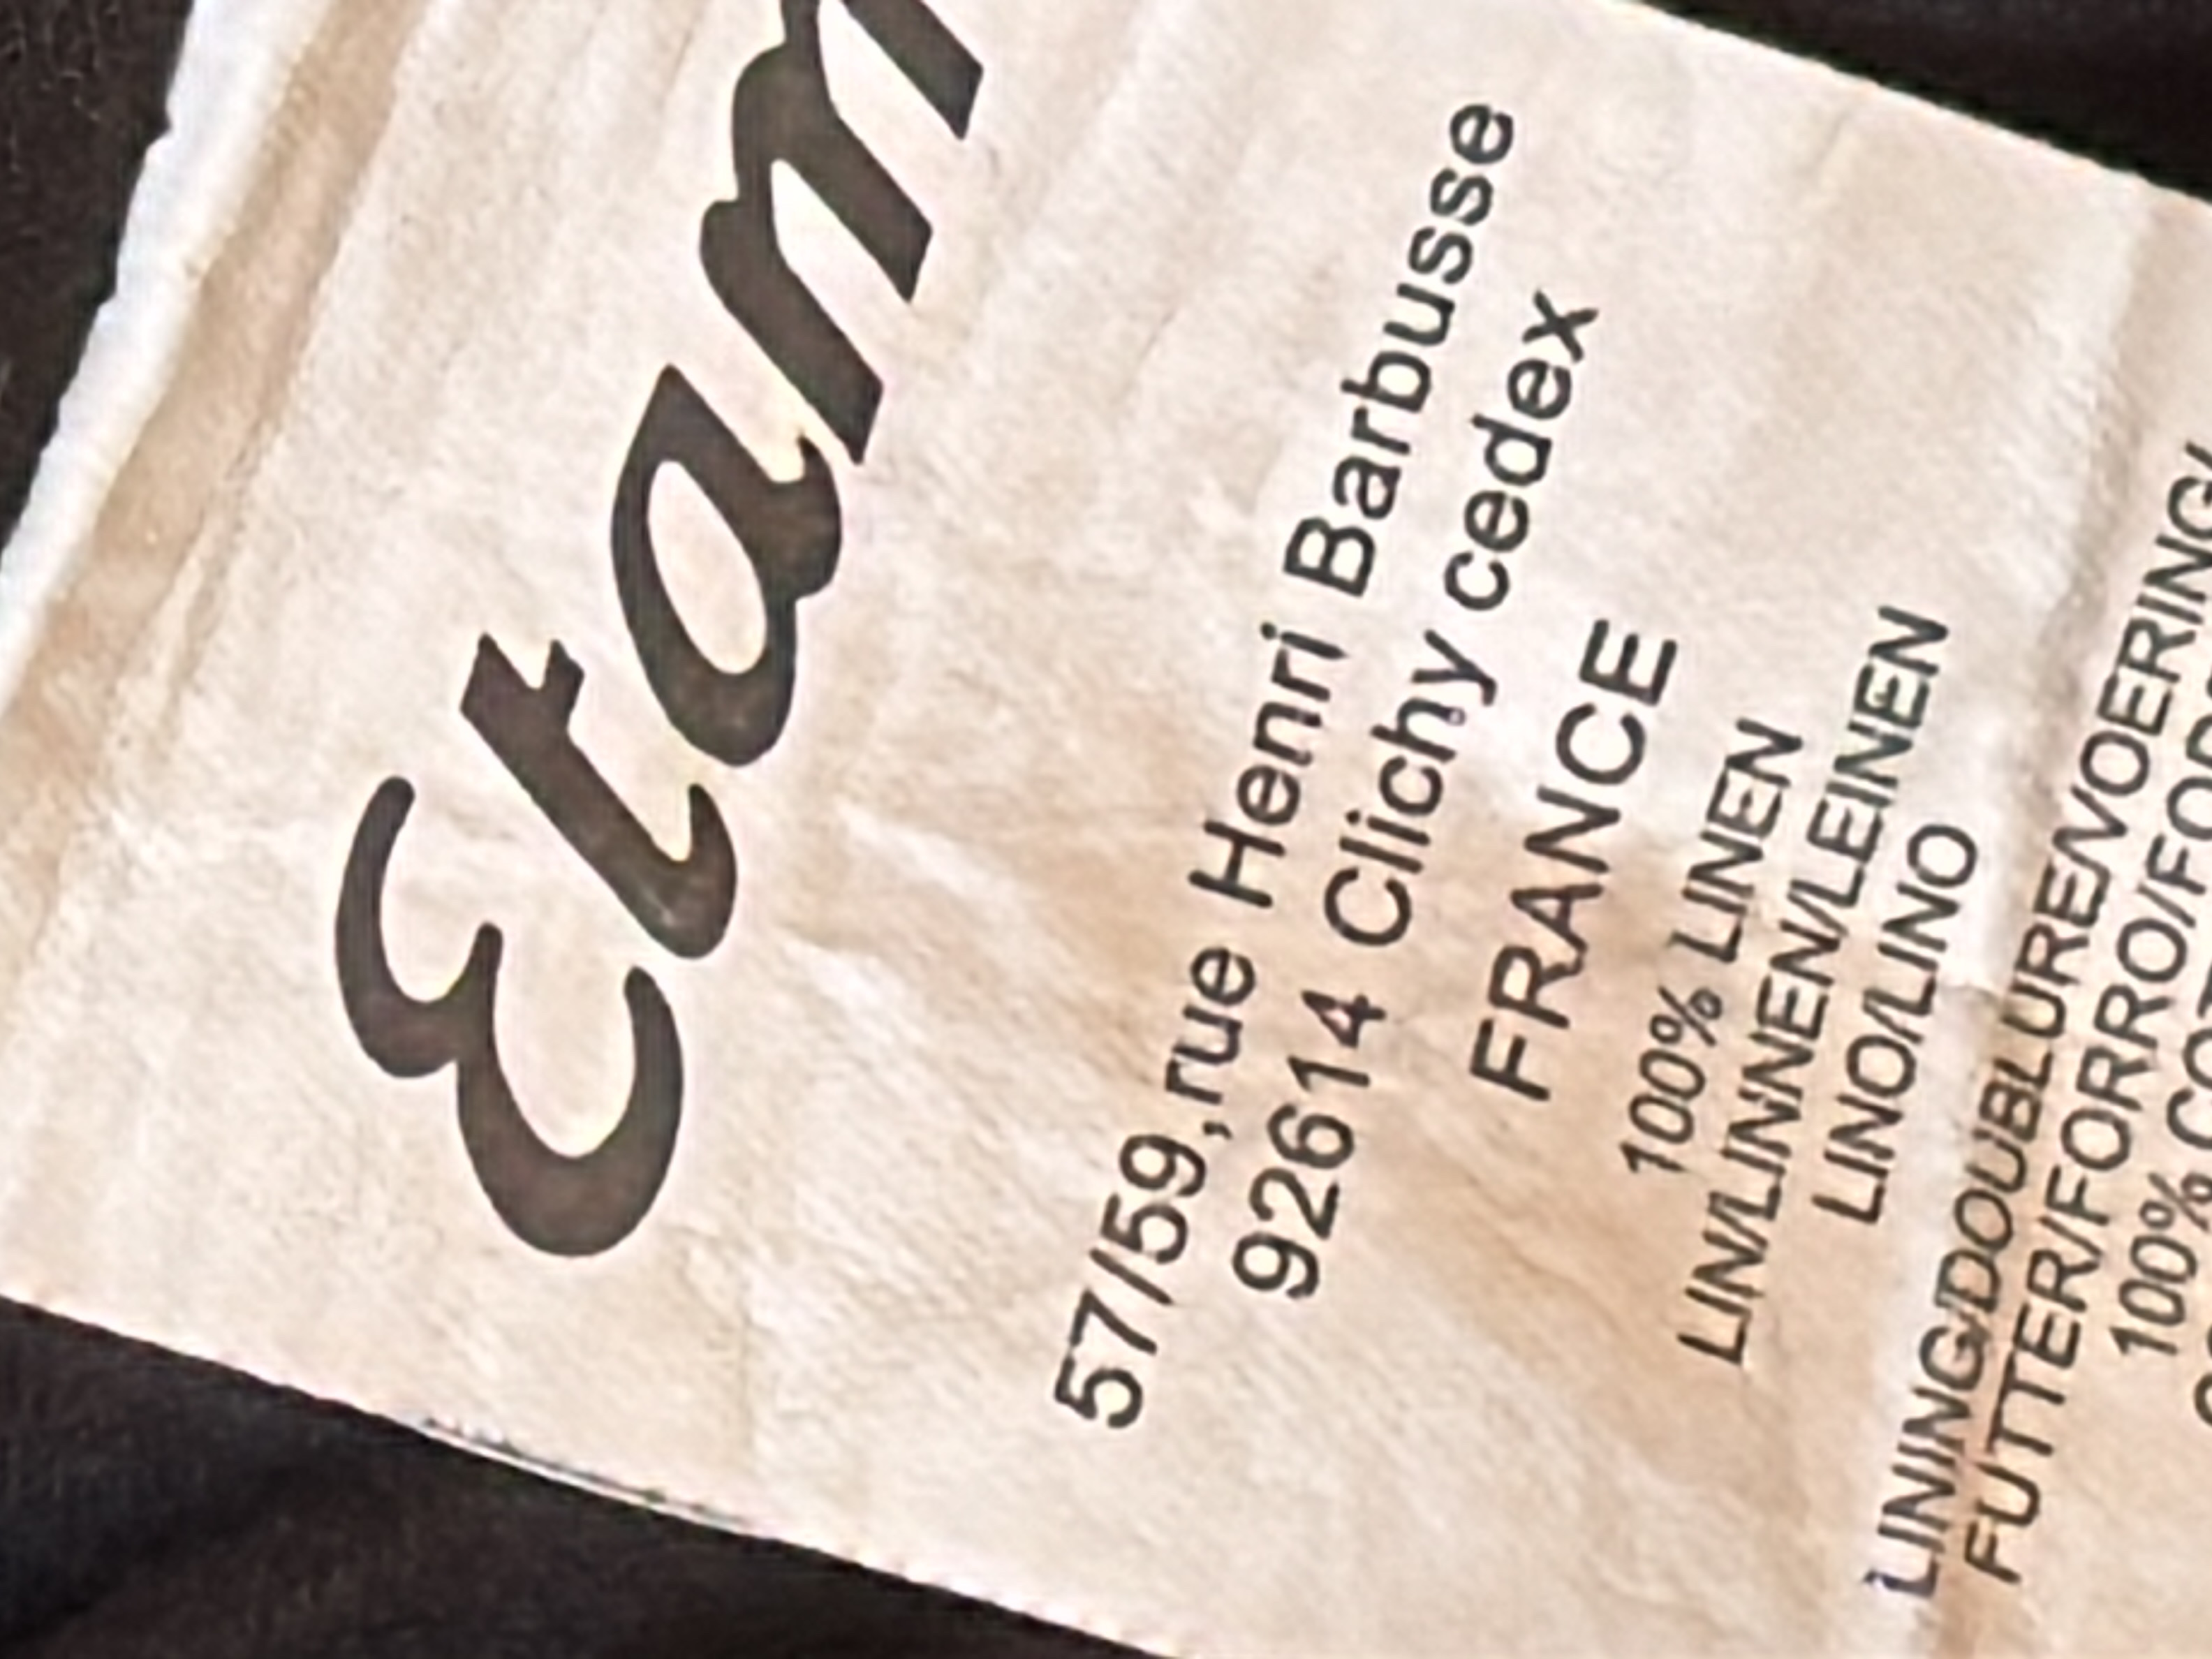 Etam
57/59,rue Henri Barbusse
92614 Clichy cedex
FRANCE
100% LINEN
LIN/LINNEN/LEINEN
LINO/LINO
LINING/DOUBLURE/VOERING/
FUTTER/FORRO/
100%